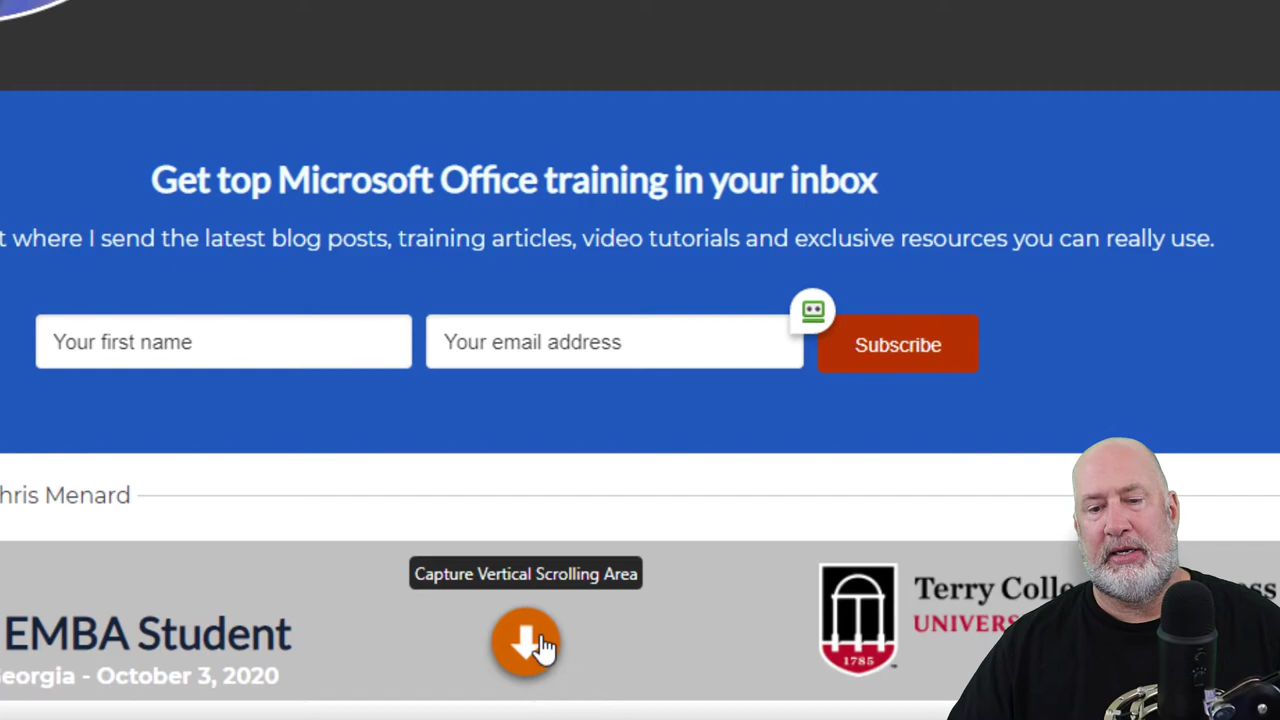 Get top Microsoft Office training in your inbox
t where I send the latest blog posts, training articles, video tutorials and exclusive resources you can really use.
Your first name
Your email address
Subscribe
hris Menard
Capture Vertical Scrolling Area
EMBA Student
eorgia - October 3, 2020
1785
Terry Colle ess
UNIVERS